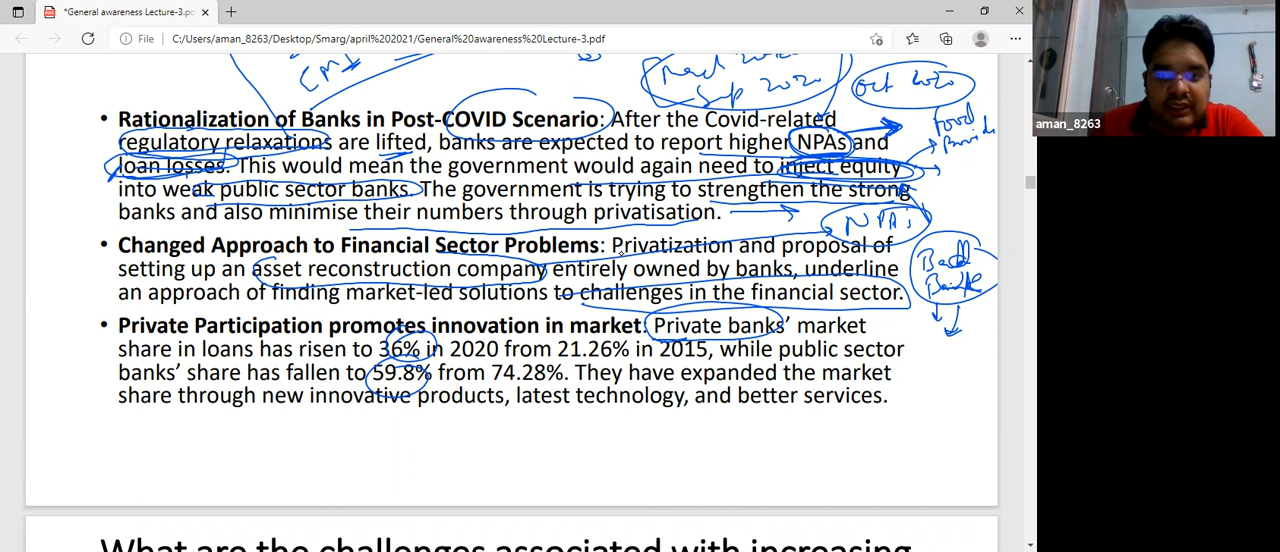 *General awareness Lecture-3.pd
File
C:/Users/aman_8263/Desktop/Smarg/april%202021/General%20awareness%20Lecture-3.pdf
Sep 2020
Oct 2020
• Rationalization of Banks in Post-COVID Scenario: After the Covid-related
regulatory relaxations are lifted, banks are expected to report higher NPAs and
loan losses. This would mean the government would again need to inject equity
into weak public sector banks. The government is trying to strengthen the strong
banks and also minimise their numbers through privatisation.
NPAs
• Changed Approach to Financial Sector Problems: Privatization and proposal of
setting up an asset reconstruction company entirely owned by banks, underline
an approach of finding market-led solutions to challenges in the financial sector.
Bad
Bank
• Private Participation promotes innovation in market: Private banks’ market
share in loans has risen to 36% in 2020 from 21.26% in 2015, while public sector
banks’ share has fallen to 59.8% from 74.28%. They have expanded the market
share through new innovative products, latest technology, and better services.
What are the challenges associated with increasing
aman_8263